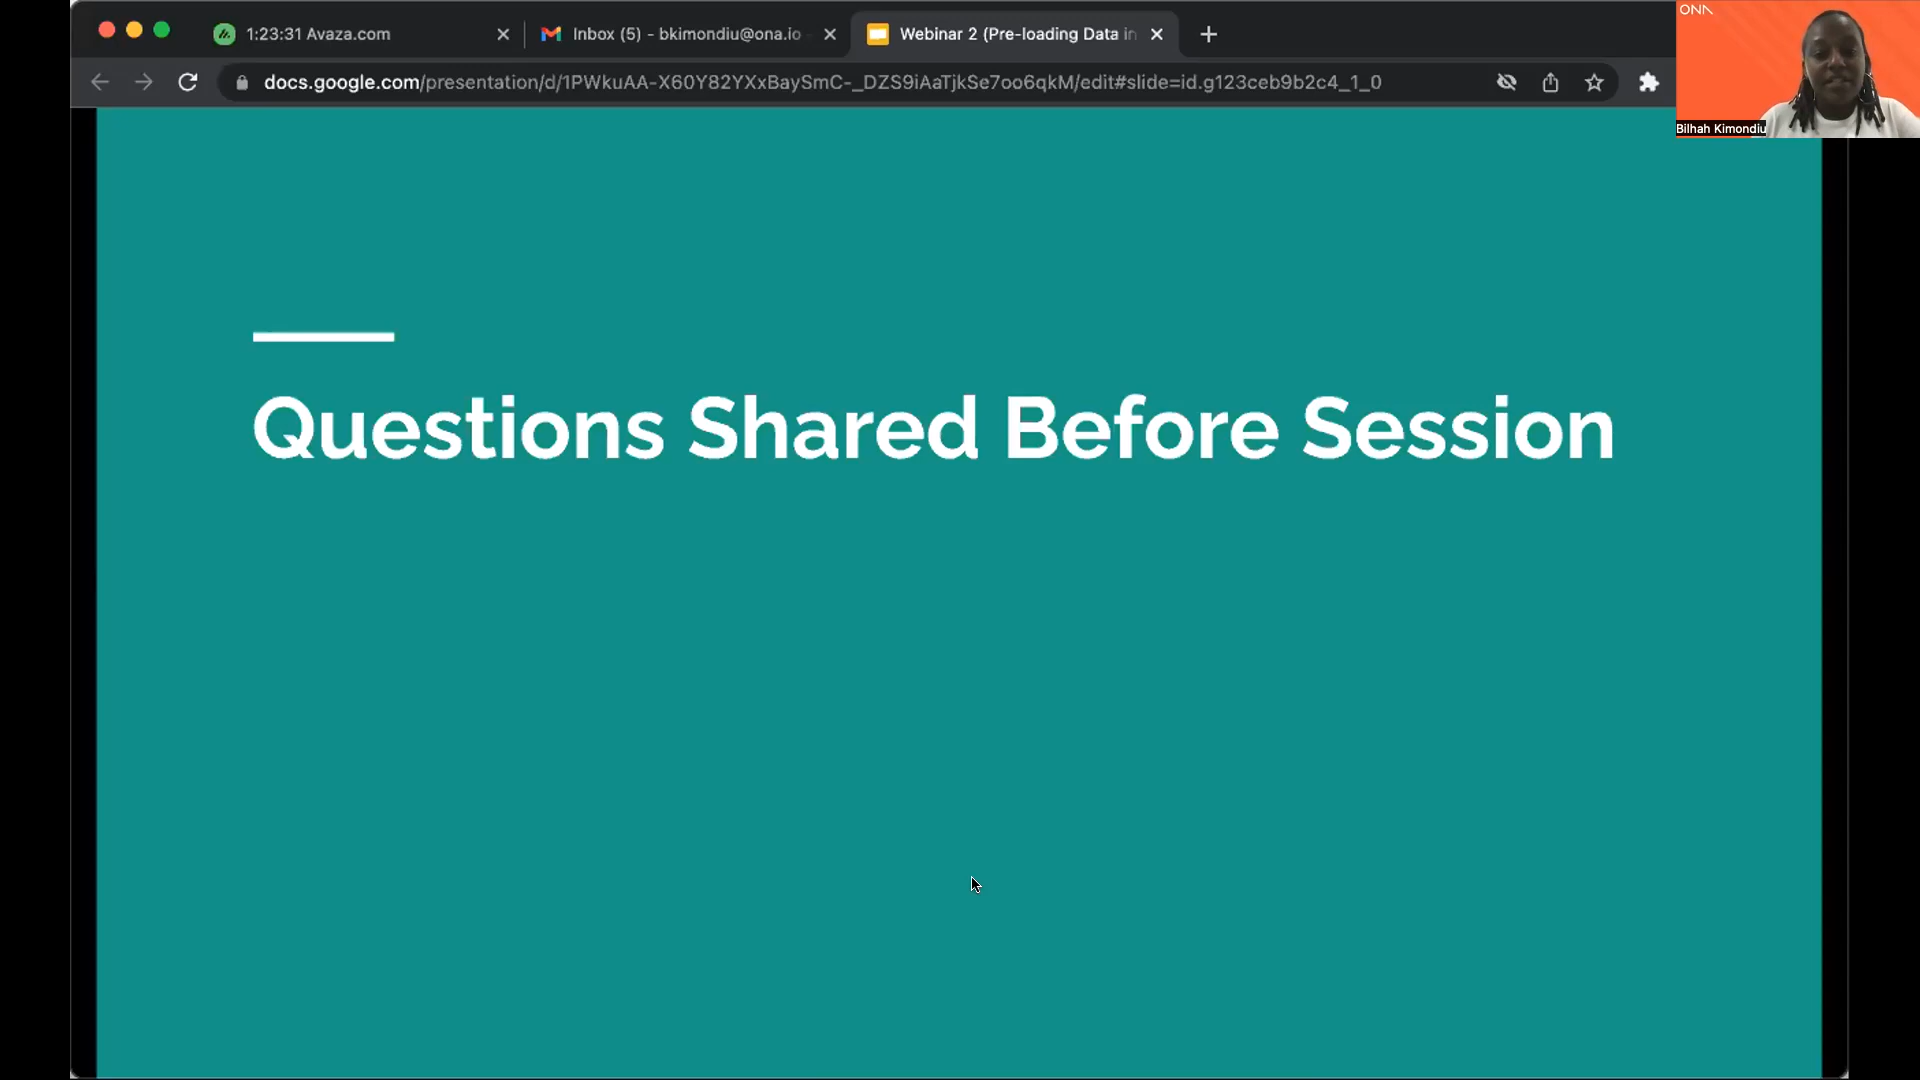 1:23:31 Avaza.com
Inbox (5) - bkimondiu@ona.io
Webinar 2 (Pre-loading Data in
docs.google.com/presentation/d/1PWkuAA-X60Y82YXxBaySmC-_DZS9iAaTjkSe7oo6qkM/edit#slide=id.g123ceb9b2c4_1_0
ONA
Bilhah Kimondiu
Questions Shared Before Session